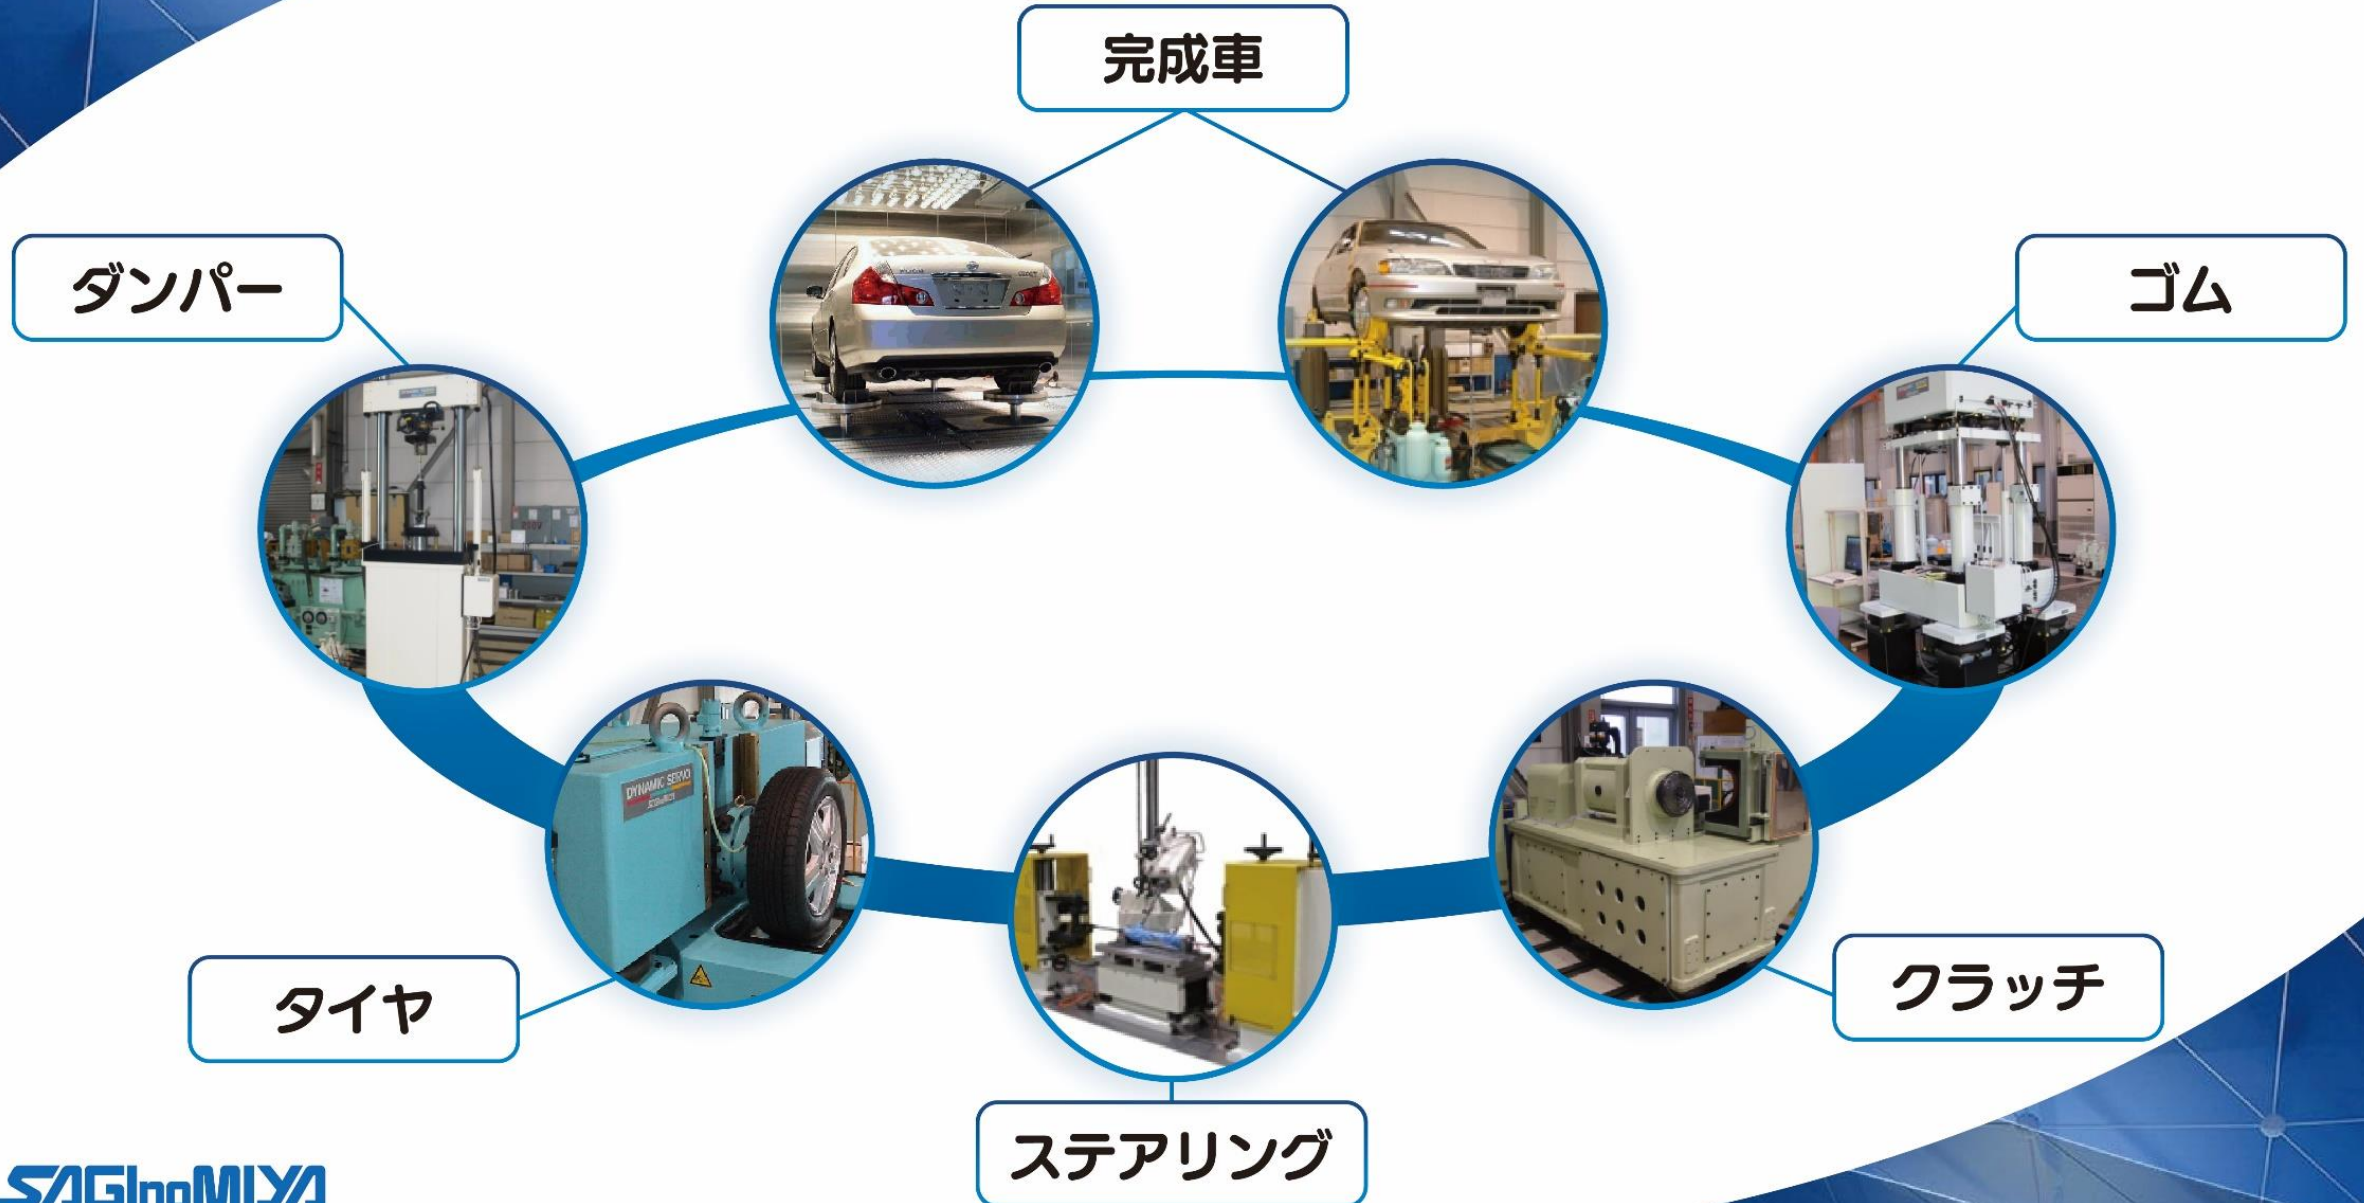 完成車
ダンパー
ゴム
DYNAMIC SERVO
タイヤ
クラッチ
ステアリング
SAGInoMIYA